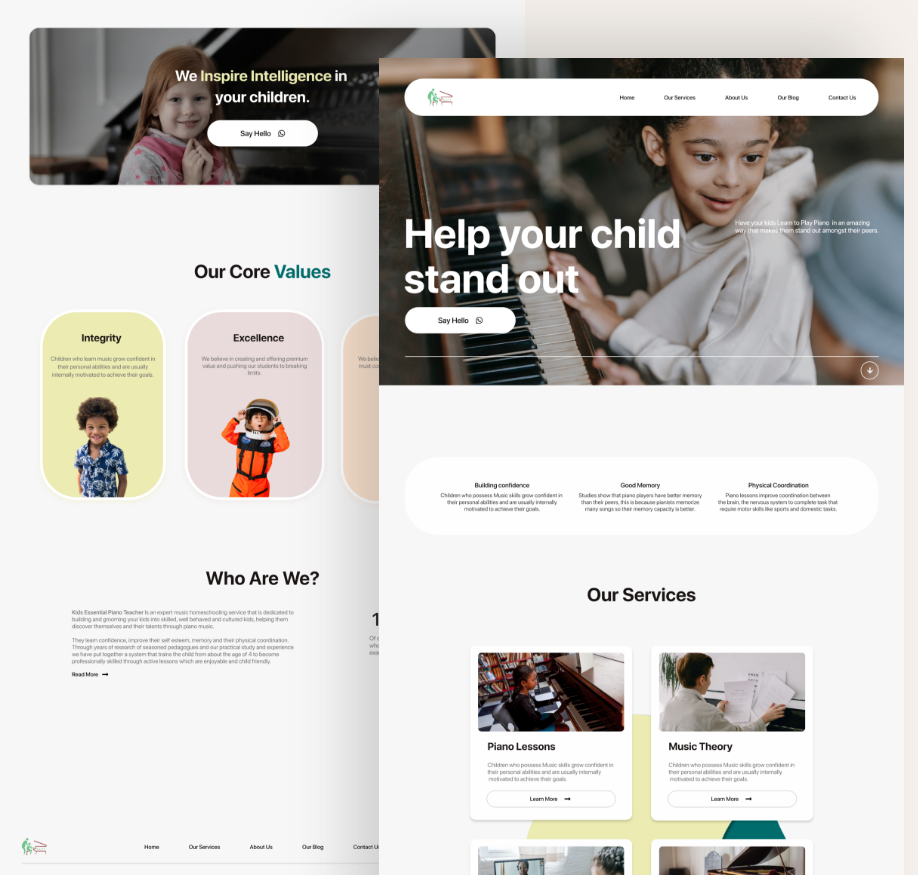 We Inspire Intelligence in
your children.
Say Hello
Our Core Values
Integrity
Children who learn music grow confident in
their personal abilities and are usually
internally motivated to achieve their goals.
Excellence
We believe in creating and offering premium
value and pushing our students to breaking
limits.
We
must
Who Are We?
Kids Essential Piano Teacher Is an expert music homeschooling service that is dedicated to
building and grooming your kids into skilled, well behaved and cultured kids, helping them
discover themselves and their talents through piano music.
They learn confidence, improve their self esteem, memory and their physical coordination.
Through years of research of seasoned pedagogues and our practical study and experience
we have put together a system that trains the child from about the age of 4 to become
professionally skilled through active lessons which are enjoyable and child friendly.
Read More
1
Of
Home Our Services About Us Our Blog Contact
Home Our Services About Us Our Blog Contact Us
Help your child
stand out
Have your kids Learn to Play Piano in an amazing
way that makes them stand out amongst their peers.
Say Hello
Building confidence
Children who possess Music skills grow confident in
their personal abilities and are usually internally
motivated to achieve their goals.
Good Memory
Studies show that piano players have better memory
than their peers, this is because pianists memorize
many songs so their memory capacity is better.
Physical Coordination
Piano lessons improve coordination between
the brain, the nervous system to complete task that
require motor skills like sports and domestic tasks.
Our Services
Piano Lessons
Children who possess Music skills grow confident in
their personal abilities and are usually internally
motivated to achieve their goals.
Learn More
Music Theory
Children who possess Music skills grow confident in
their personal abilities and are usually internally
motivated to achieve their goals.
Learn More